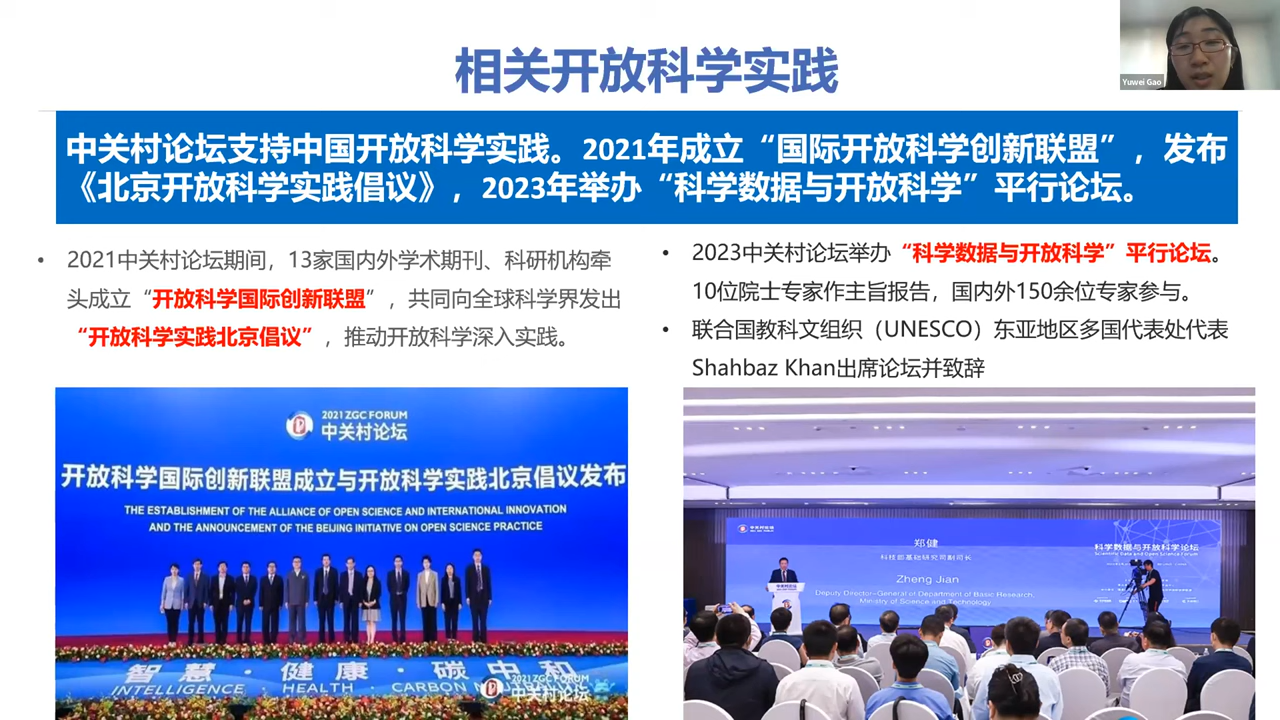 相关开放科学实践
Yuwei Gao
中关村论坛支持中国开放科学实践。2021年成立“国际开放科学创新联盟”，发布
《北京开放科学实践倡议》，2023年举办“科学数据与开放科学”平行论坛。
• 2021中关村论坛期间，13家国内外学术期刊、科研机构牵
头成立“开放科学国际创新联盟”，共同向全球科学界发出
“开放科学实践北京倡议”，推动开放科学深入实践。
• 2023中关村论坛举办“科学数据与开放科学”平行论坛。
10位院士专家作主旨报告，国内外150余位专家参与。
• 联合国教科文组织（UNESCO）东亚地区多国代表处代表
Shahbaz Khan出席论坛并致辞
2021 ZGC FORUM
中关村论坛
开放科学国际创新联盟成立与开放科学实践北京倡议发布
THE ESTABLISHMENT OF THE ALLIANCE OF OPEN SCIENCE AND INTERNATIONAL INNOVATION
AND THE ANNOUNCEMENT OF THE BEIJING INITIATIVE ON OPEN SCIENCE PRACTICE
智慧·健康·碳中和
INTELLIGENCE HEALTH CARBON
2021 ZGC FORUM
中关村论坛
中关村论坛
郑健
科技部基础研究司副司长
Zheng Jian
Deputy Director-General of Department of Basic Research,
Ministry of Science and Technology
科学数据与开放科学论坛
Scientific Data and Open Science Forum